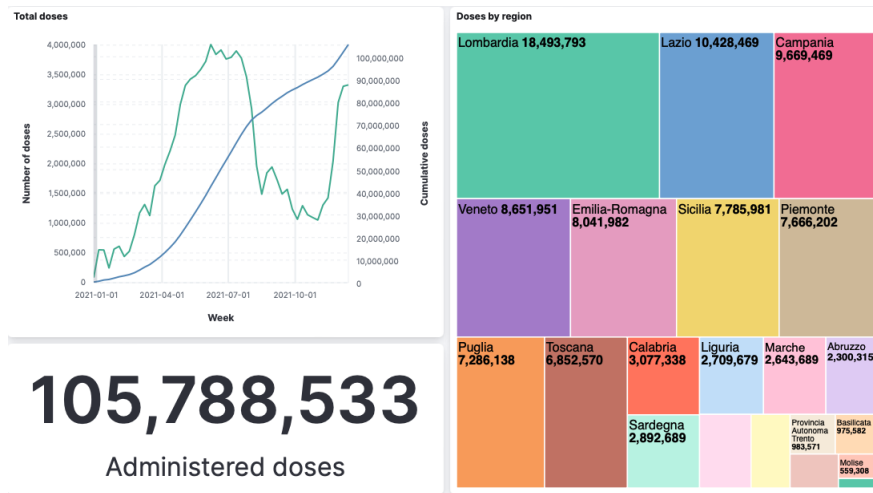 Total doses
4,000,000
3,500,000
3,000,000
2,500,000
2,000,000
1,500,000
1,000,000
500,000
0
Number of doses
100,000,000
90,000,000
80,000,000
70,000,000
60,000,000
50,000,000
40,000,000
30,000,000
20,000,000
10,000,000
0
Cumulative doses
2021-01-01 2021-04-01 2021-07-01 2021-10-01
Week
105,788,533
Administered doses
Doses by region
Lombardia 18,493,793
Lazio 10,428,469
Campania
9,669,469
Veneto 8,651,951
Emilia-Romagna
8,041,982
Sicilia 7,785,981
Piemonte
7,666,202
Puglia
7,286,138
Toscana
6,852,570
Calabria
3,077,338
Liguria
2,709,679
Marche
2,643,689
Abruzzo
2,300,315
Sardegna
2,892,689
Provincia
Autonoma
Trento
983,571
Basilicata
975,582
Molise
559,308